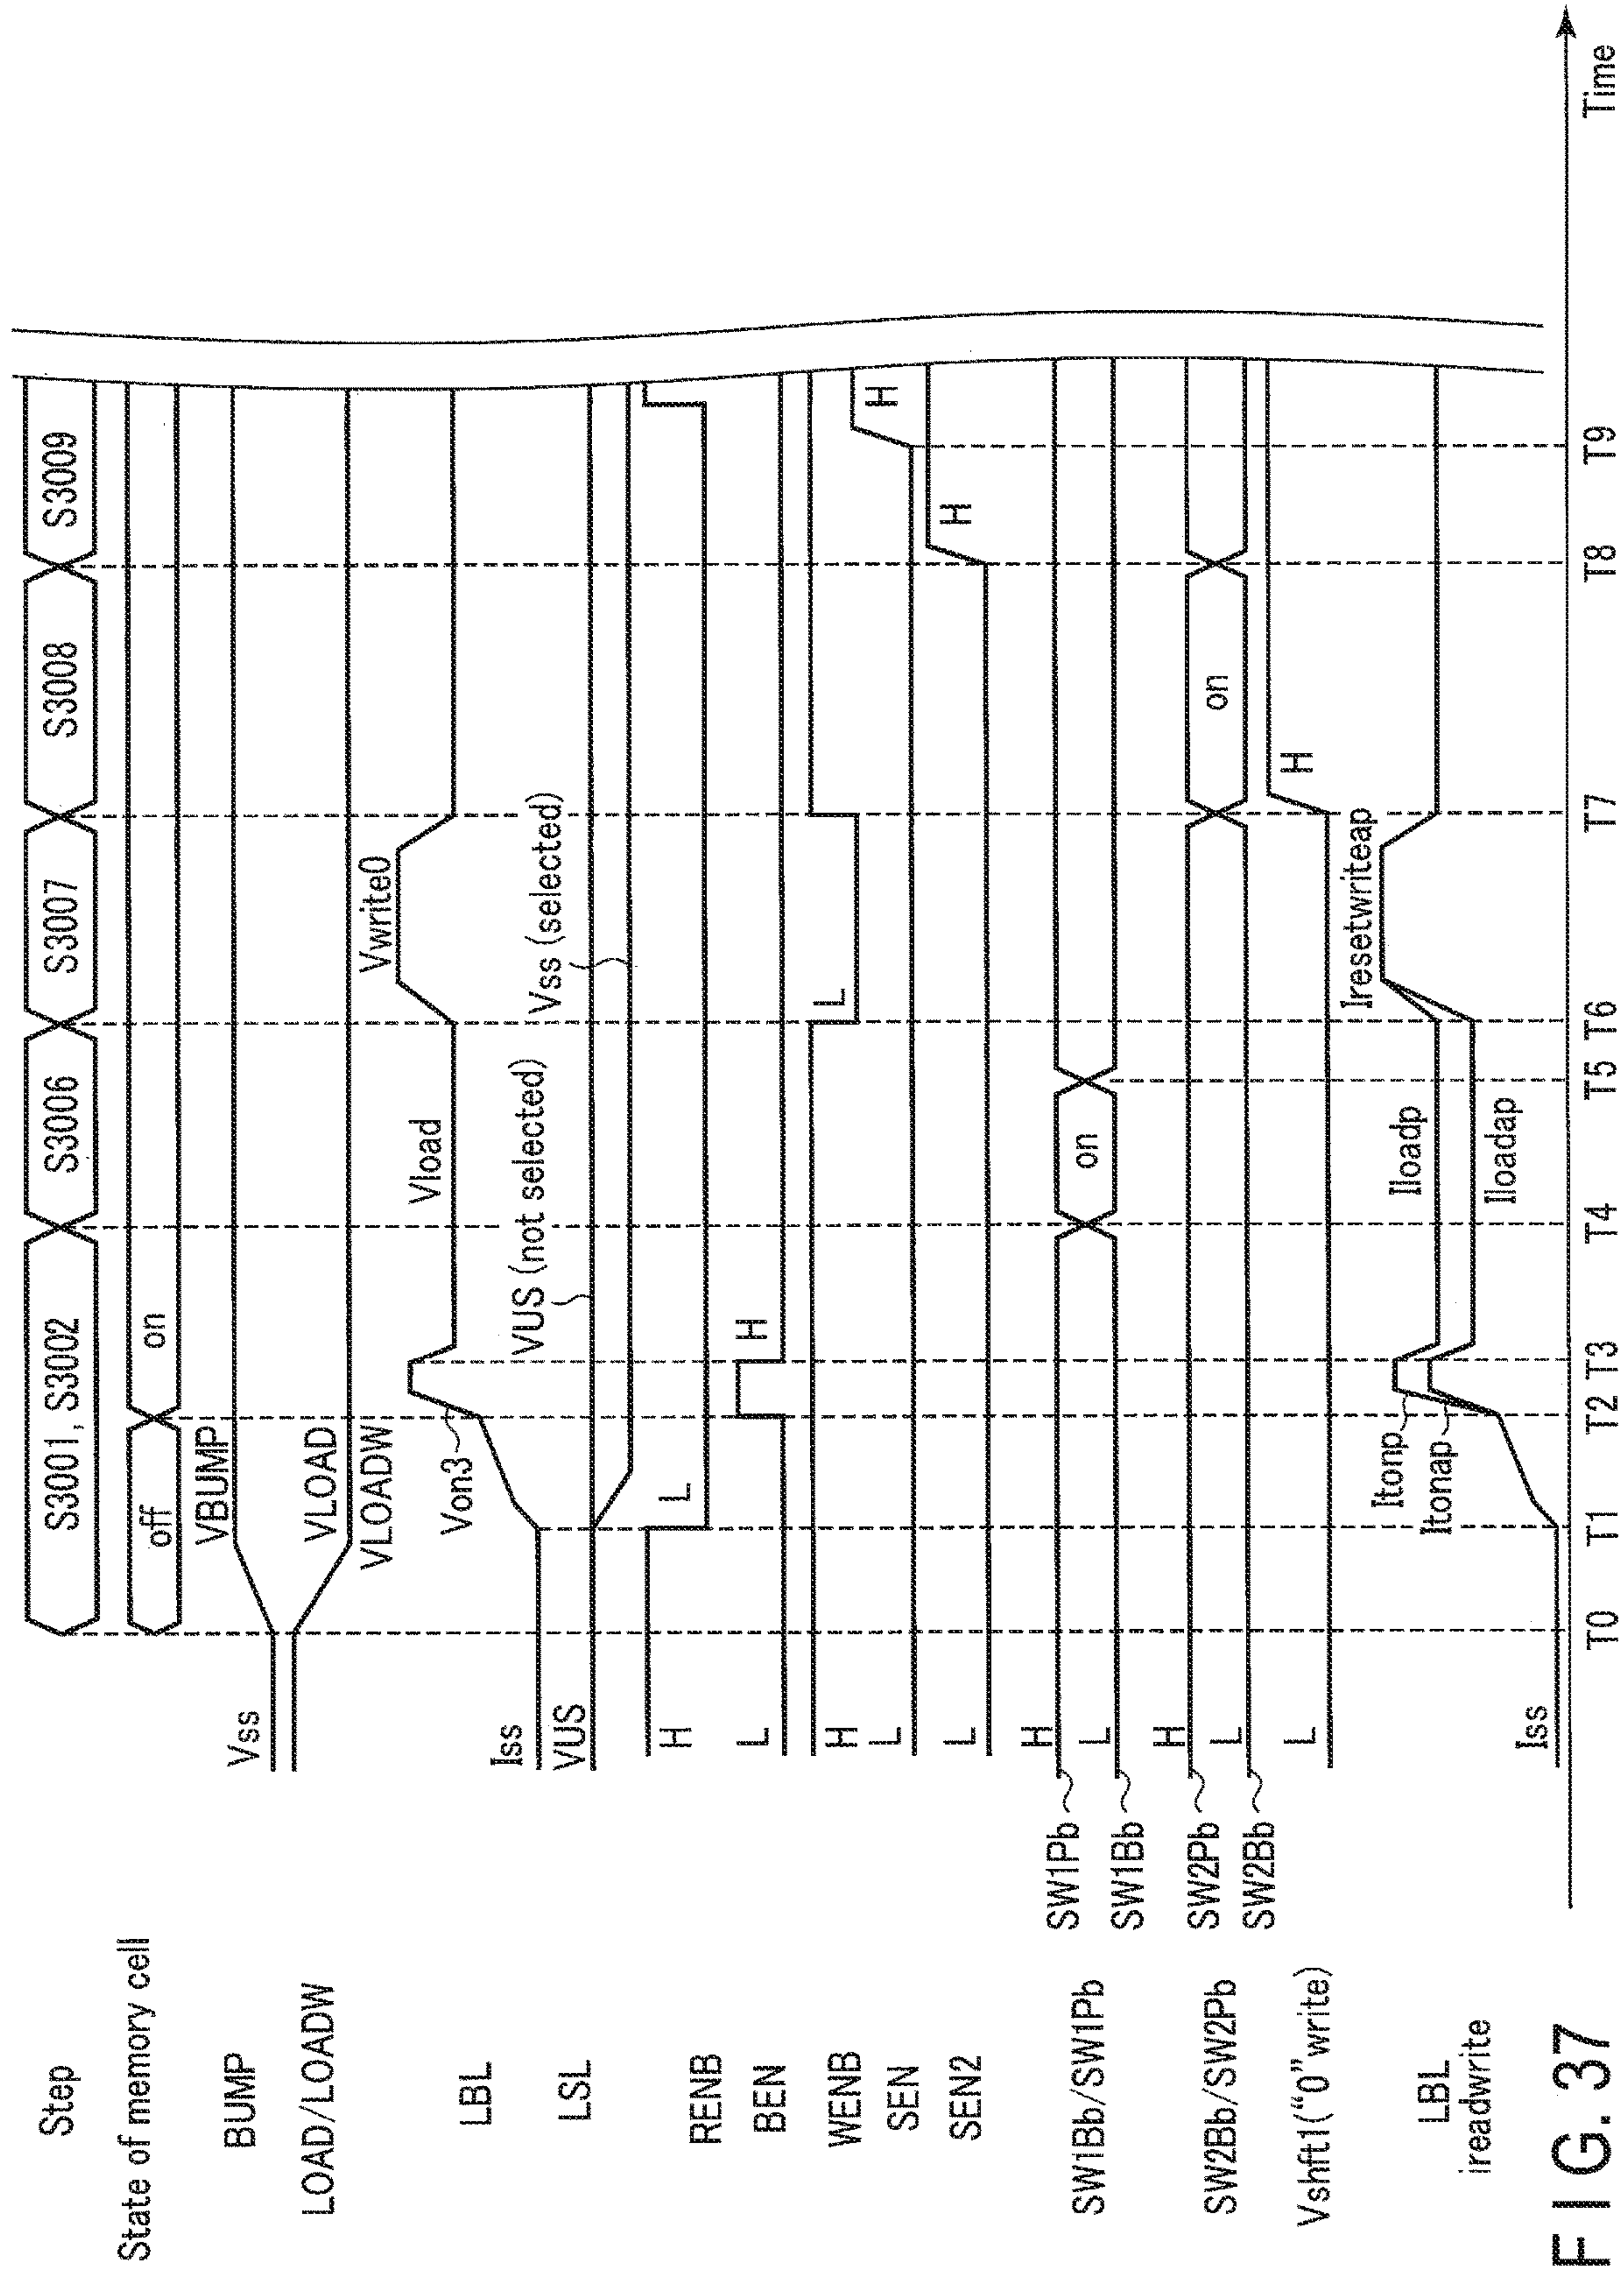 Step
S3001, S3002
S3006
S3007
S3008
S3009
State of memory cell
off
on
BUMP
Vss
VBUMP
LOAD/LOADW
VLOAD
VLOADW
LBL
Iss
Von3
Vload
Vwrite0
LSL
VUS
VUS (not selected)
Vss (selected)
RENB
H
L
BEN
L
H
WENB
H
L
SEN
L
H
SEN2
L
H
SW1Bb/SW1Pb
SW1Pb
H
on
SW1Bb
L
SW2Bb/SW2Pb
SW2Pb
H
on
SW2Bb
L
Vshft1("0"write)
L
H
LBL
ireadwrite
Iss
Itonp
Itonap
Iloadp
Iloadap
Iresetwriteap
T0
T1
T2
T3
T4
T5
T6
T7
T8
T9
Time
FIG. 37